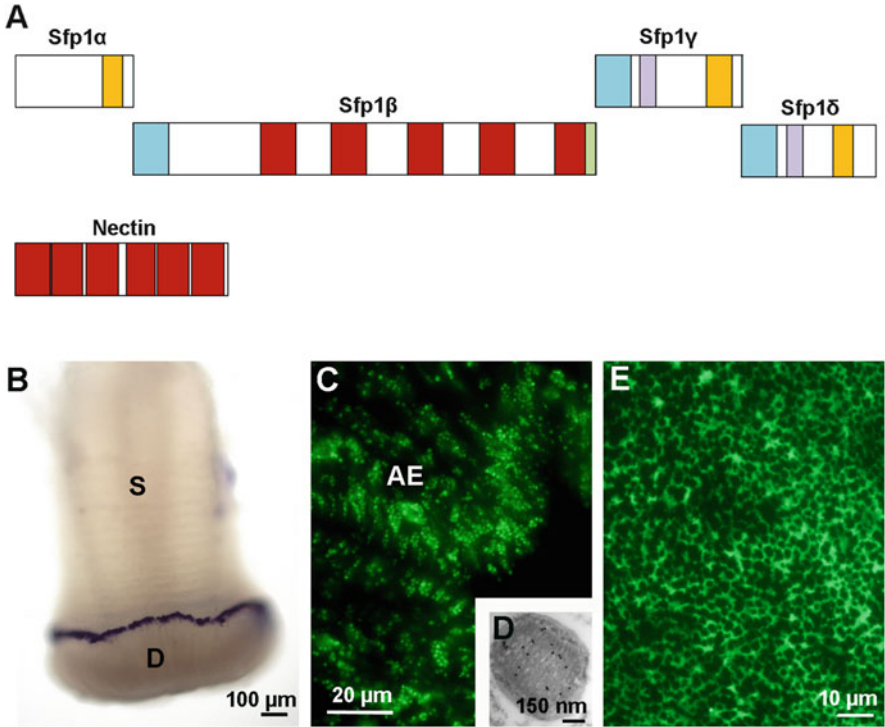 A
Sfp1α
Sfp1γ
Sfp1β
Sfp1δ
Nectin
B
S
D
100 µm
C
AE
20 µm
D
150 nm
E
10 µm